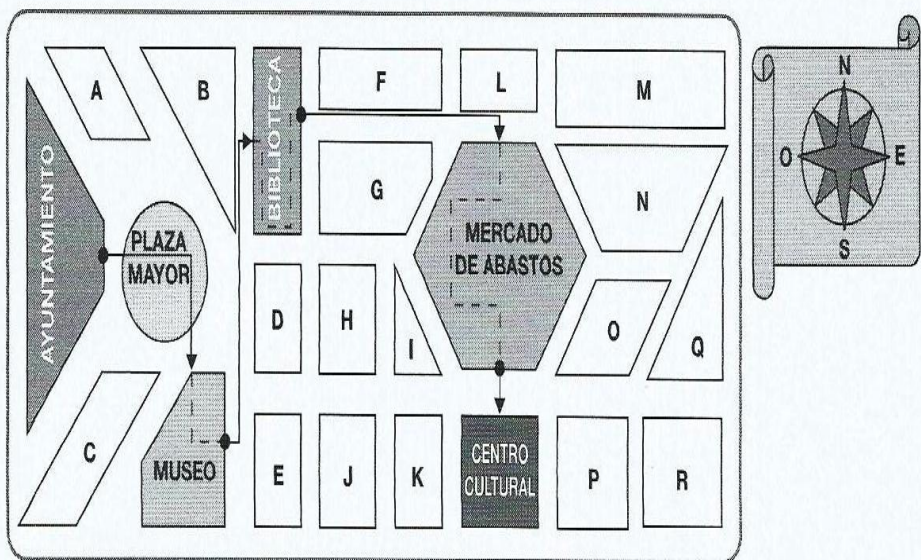 A
B
BIBLIOTECA
F
L
M
N
O
E
S
AYUNTAMIENTO
PLAZA
MAYOR
G
MERCADO
DE ABASTOS
N
D
H
I
O
Q
C
MUSEO
E
J
K
CENTRO
CULTURAL
P
R